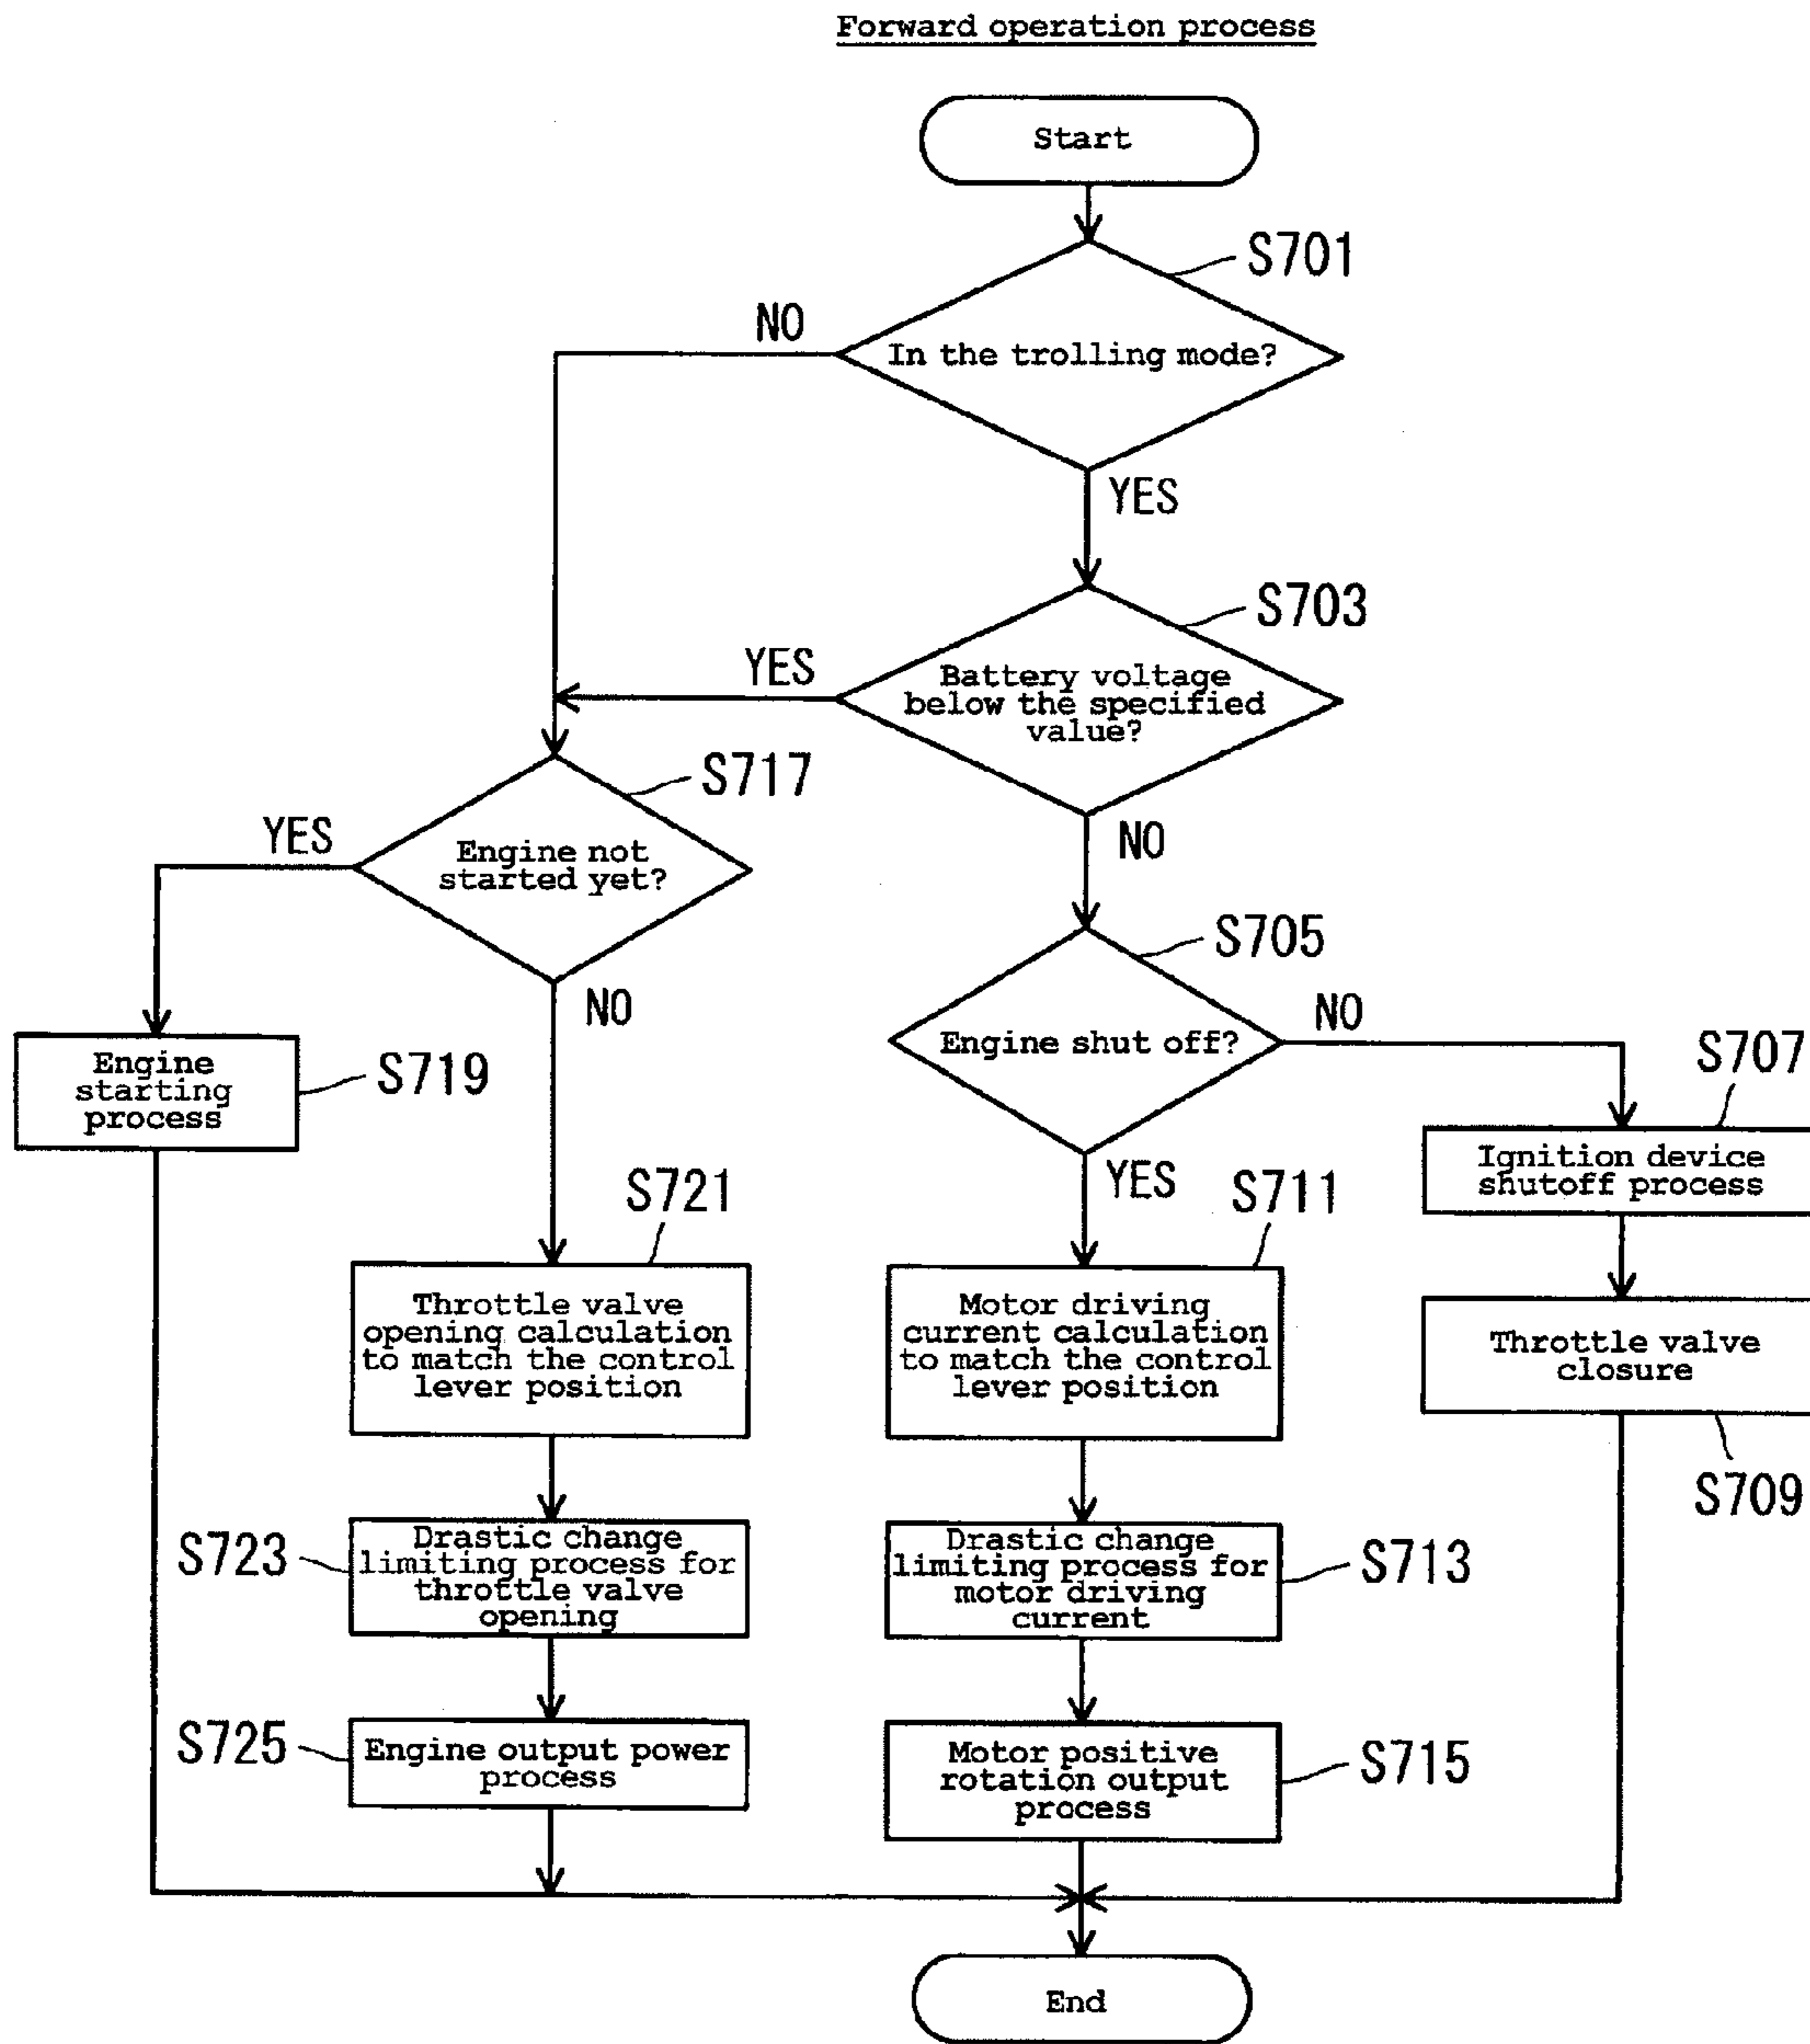 Forward operation process
Start
S701
NO
In the trolling mode?
YES
S703
YES
Battery voltage
below the specified
value?
S717
NO
YES
Engine not
started yet?
S705
NO
NO
Engine shut off?
S707
Engine
starting
process
S719
YES
Ignition device
shutoff process
S721
S711
Throttle valve
opening calculation
to match the control
lever position
Motor driving
current calculation
to match the control
lever position
Throttle valve
closure
S709
S723
Drastic change
limiting process for
throttle valve
opening
Drastic change
limiting process for
motor driving
current
S713
S725
Engine output power
process
Motor positive
rotation output
process
S715
End